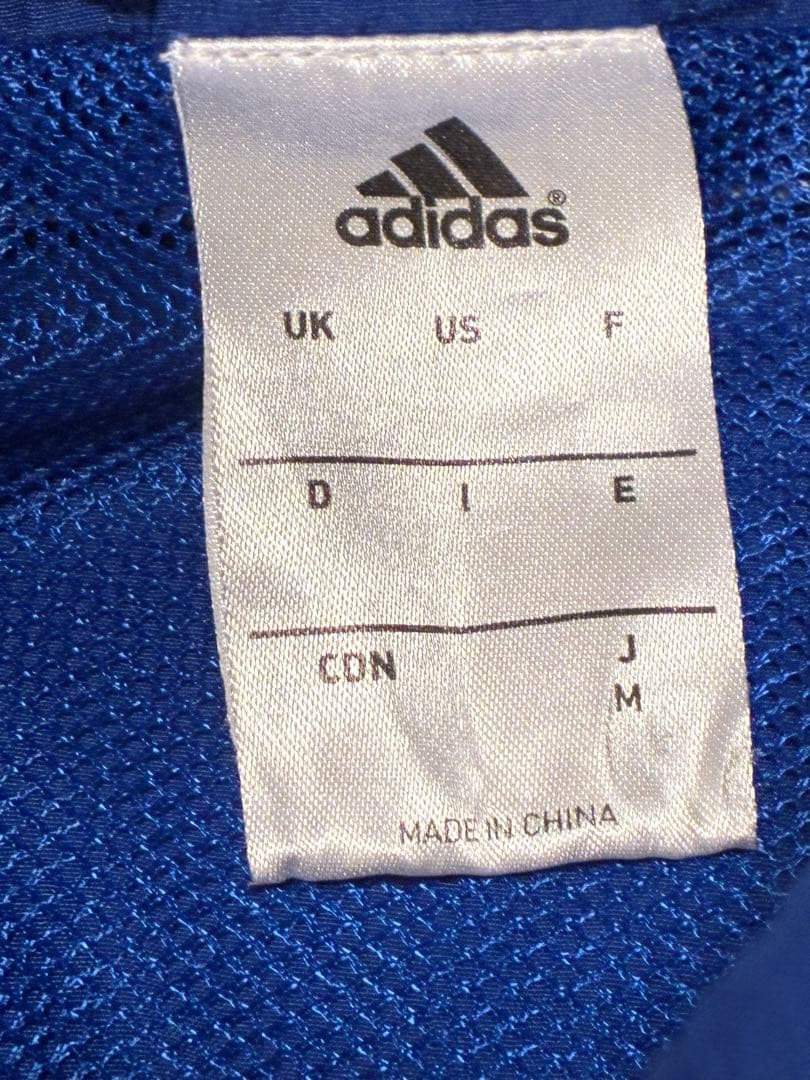 adidas®
UK US F
D I E
CDN J
M
MADE IN CHINA